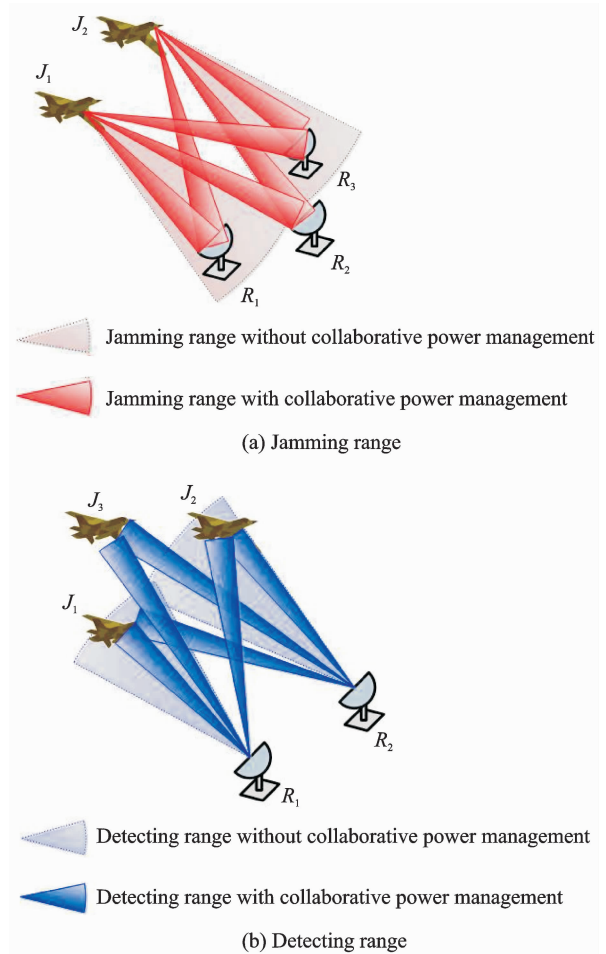 J2
J1
R3
R2
R1
Jamming range without collaborative power management
Jamming range with collaborative power management
(a) Jamming range
J3
J2
J1
R2
R1
Detecting range without collaborative power management
Detecting range with collaborative power management
(b) Detecting range